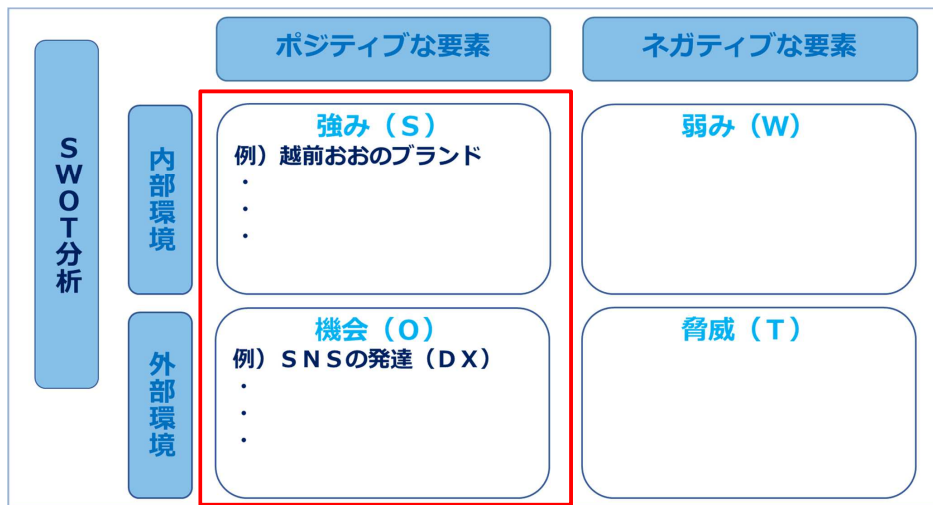 ポジティブな要素
ネガティブな要素
SWOT分析
内部環境
強み（S）
例）越前おおのブランド
・
・
・
弱み（W）
外部環境
機会（O）
例）ＳＮＳの発達（ＤＸ）
・
・
・
脅威（T）